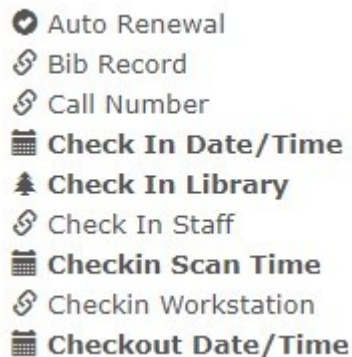 Auto Renewal
Bib Record
Call Number
Check In Date/Time
Check In Library
Check In Staff
Checkin Scan Time
Checkin Workstation
Checkout Date/Time